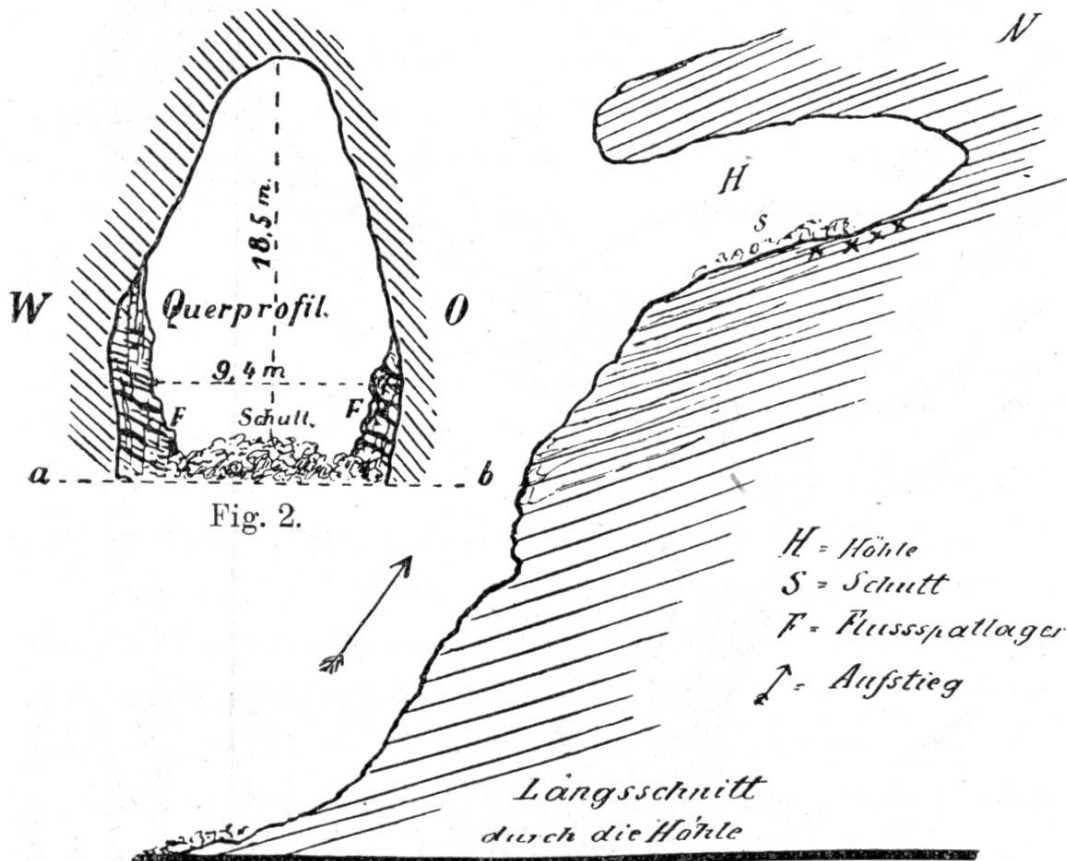 N
H
S
18,5 m.
W
Querprofil.
O
9,4 m
F
Schutt.
F
a
b
Fig. 2.
H = Höhle
S = Schutt
F = Flussspatlager
= Aufstieg
Längsschnitt
durch die Höhle
x x x x